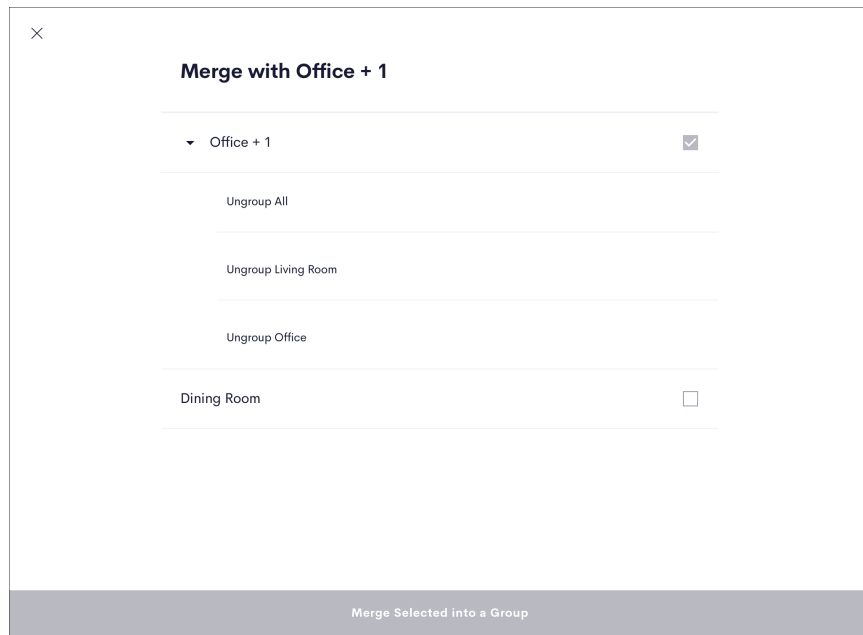 Merge with Office + 1
Office + 1
Ungroup All
Ungroup Living Room
Ungroup Office
Dining Room
Merge Selected into a Group